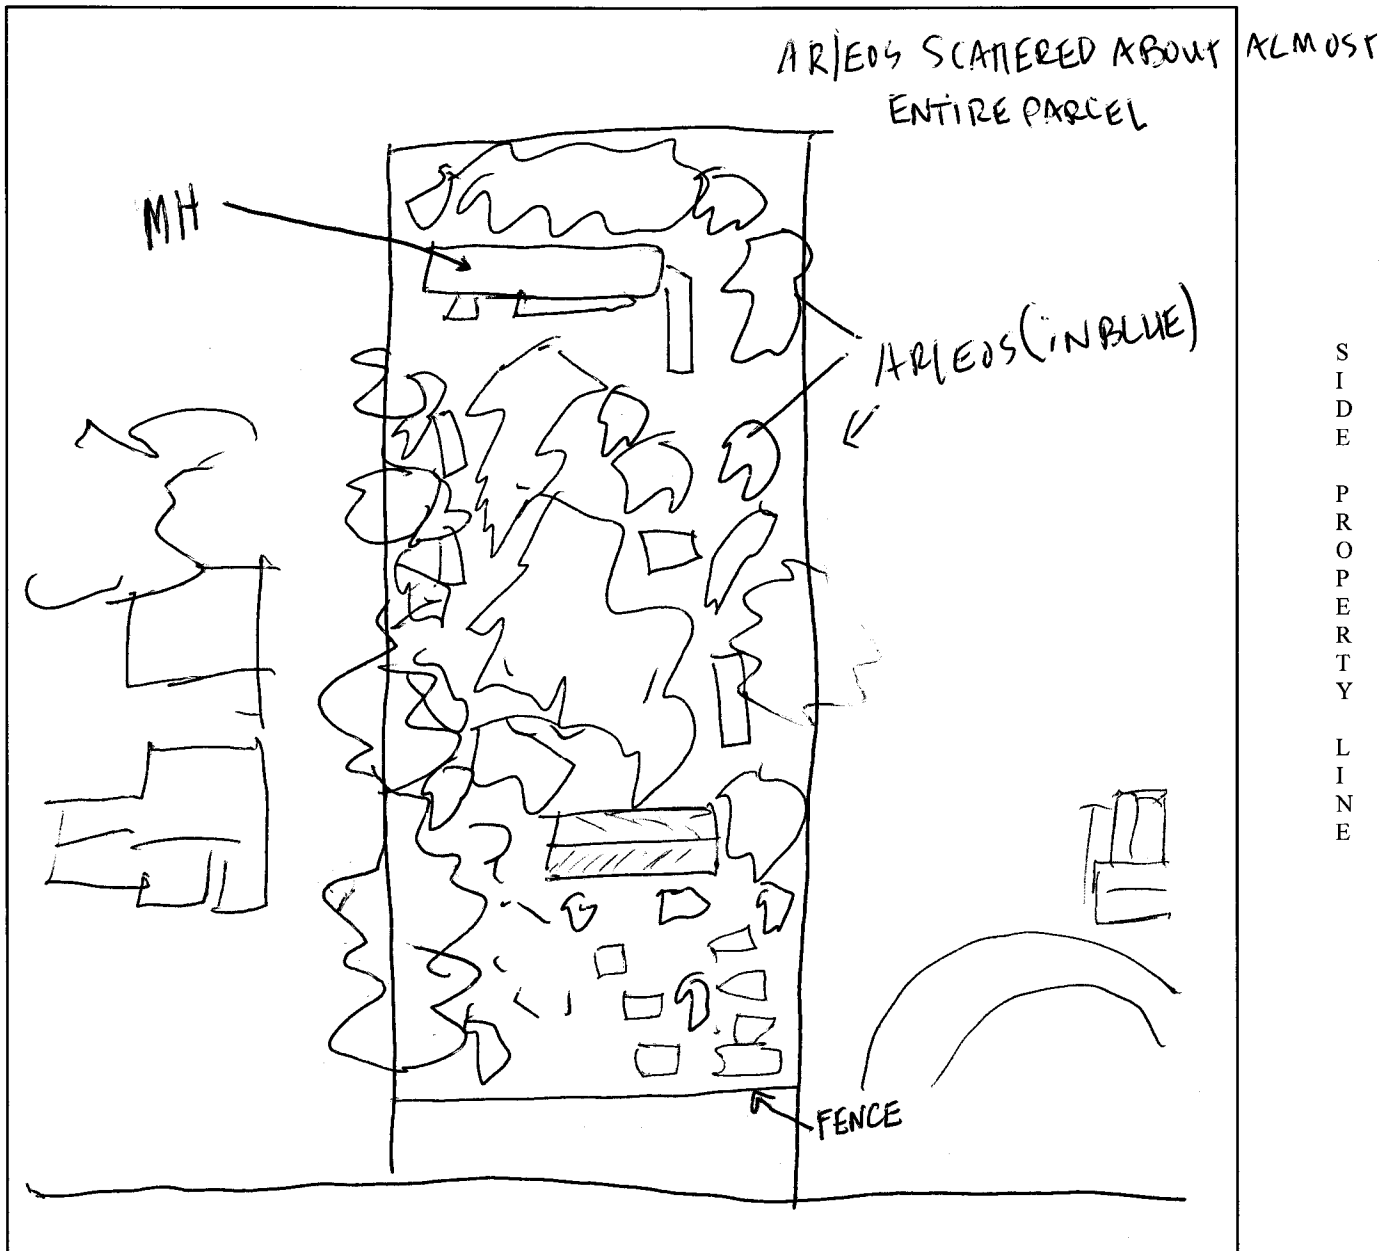 AR/EOS SCATTERED ABOUT ALMOST
ENTIRE PARCEL
MH
AR/EOS (IN BLUE)
SIDE PROPERTY LINE
FENCE